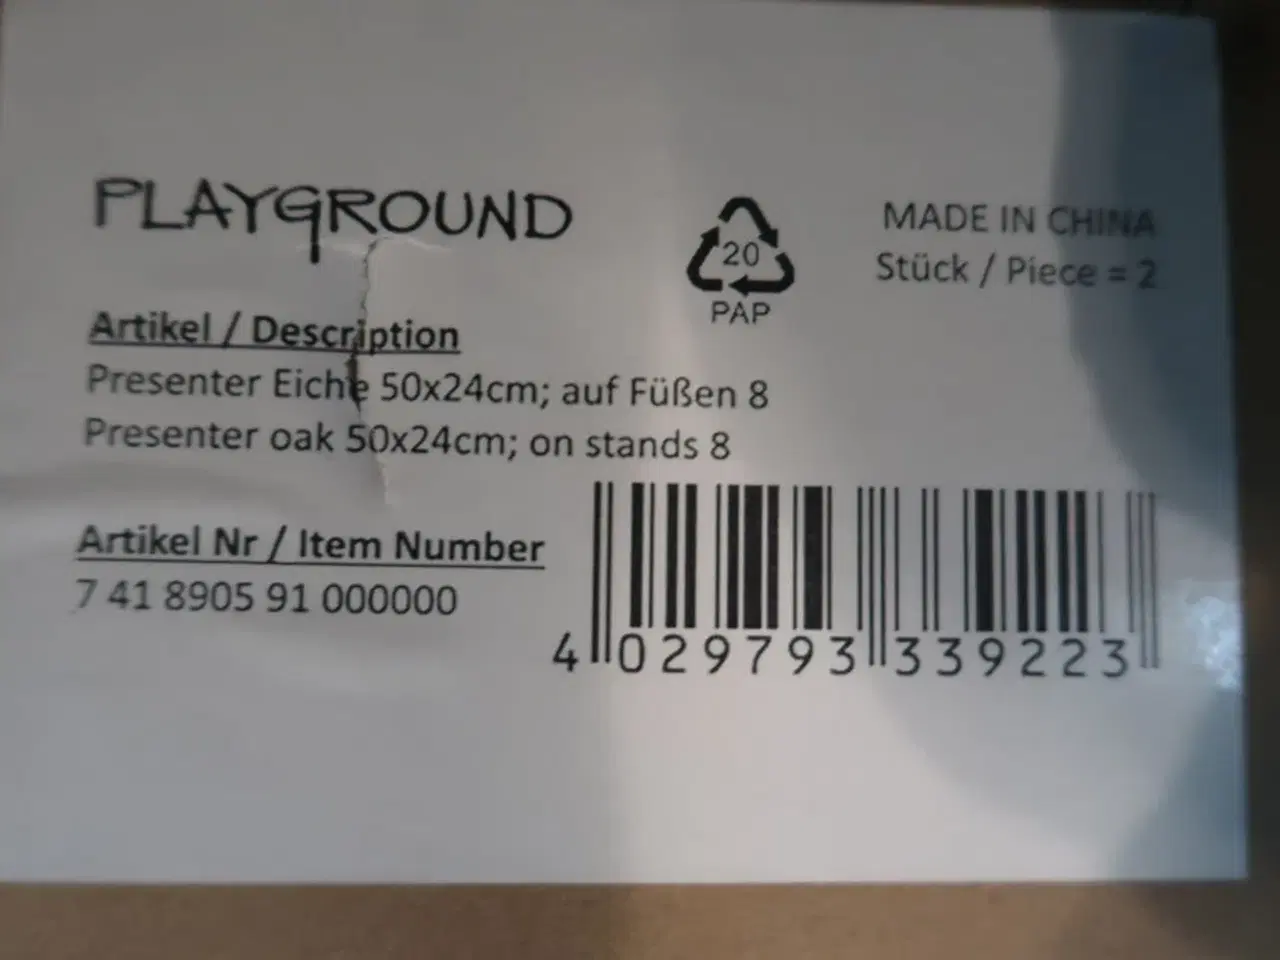 PLAYGROUND
20
PAP
MADE IN CHINA
Stück / Piece = 2
Artikel / Description
Presenter Eiche 50x24cm; auf Füßen 8
Presenter oak 50x24cm; on stands 8
Artikel Nr / Item Number
7 41 8905 91 000000
4 029793 339223